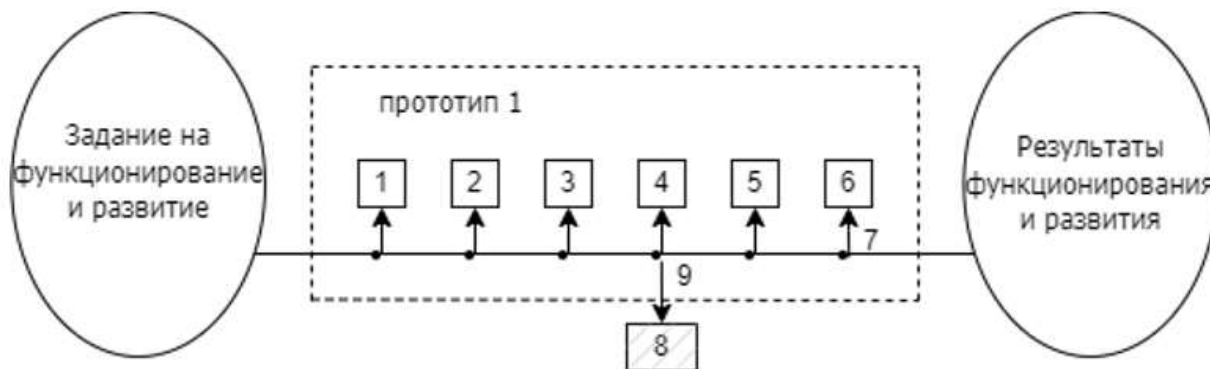 прототип 1
Задание на
функционирование
и развитие
1
2
3
4
5
6
Результаты
функционирования
и развития
7
9
8